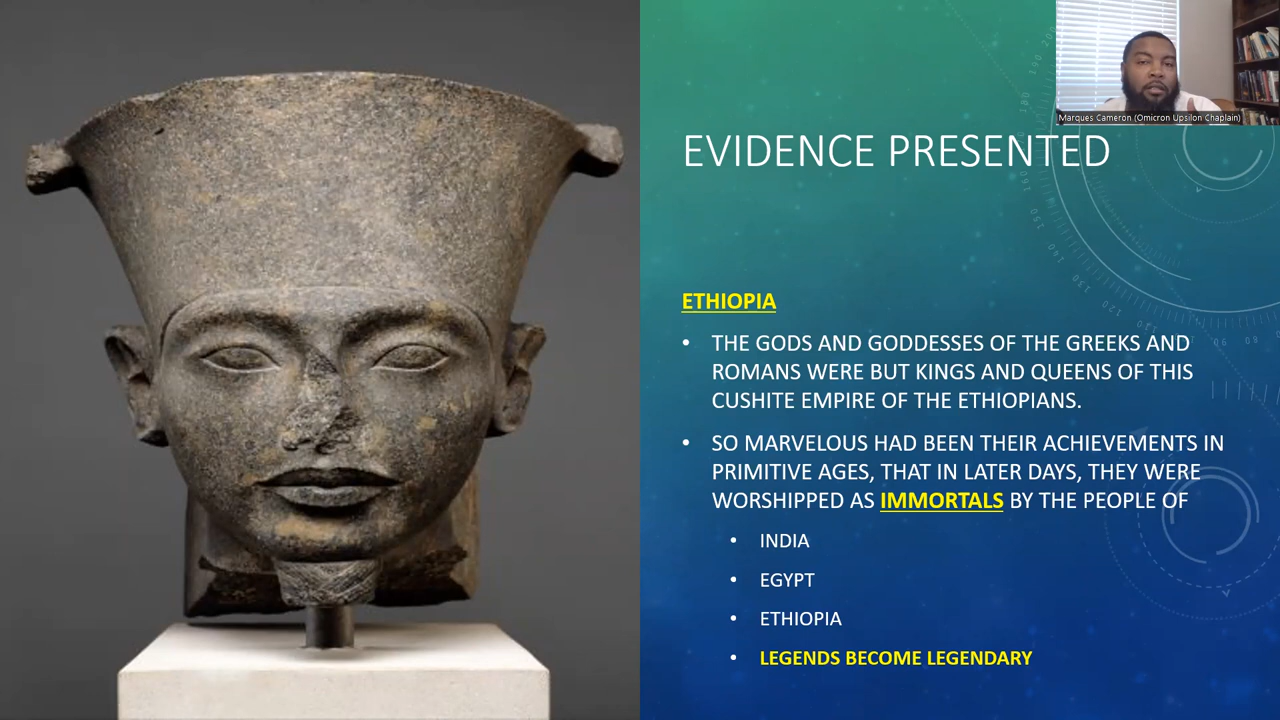 Marques Cameron (Omicron Upsilon Chaplain)
EVIDENCE PRESENTED
ETHIOPIA
• THE GODS AND GODDESSES OF THE GREEKS AND
ROMANS WERE BUT KINGS AND QUEENS OF THIS
CUSHITE EMPIRE OF THE ETHIOPIANS.
• SO MARVELOUS HAD BEEN THEIR ACHIEVEMENTS IN
PRIMITIVE AGES, THAT IN LATER DAYS, THEY WERE
WORSHIPPED AS IMMORTALS BY THE PEOPLE OF
• INDIA
• EGYPT
• ETHIOPIA
• LEGENDS BECOME LEGENDARY